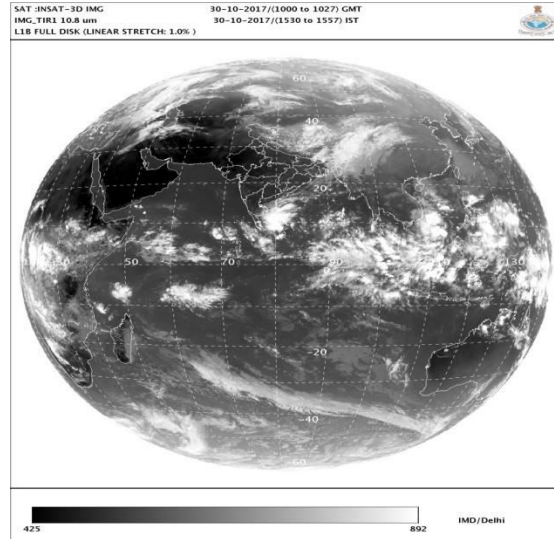 SAT :INSAT-3D IMG 30-10-2017/(1000 to 1027) GMT
IMG_TIR1 10.8 um 30-10-2017/(1530 to 1557) IST
L1B FULL DISK (LINEAR STRETCH: 1.0% )
60
40
20
30 50 70 90 110 130
-20
-40
-60
425 892 IMD/Delhi